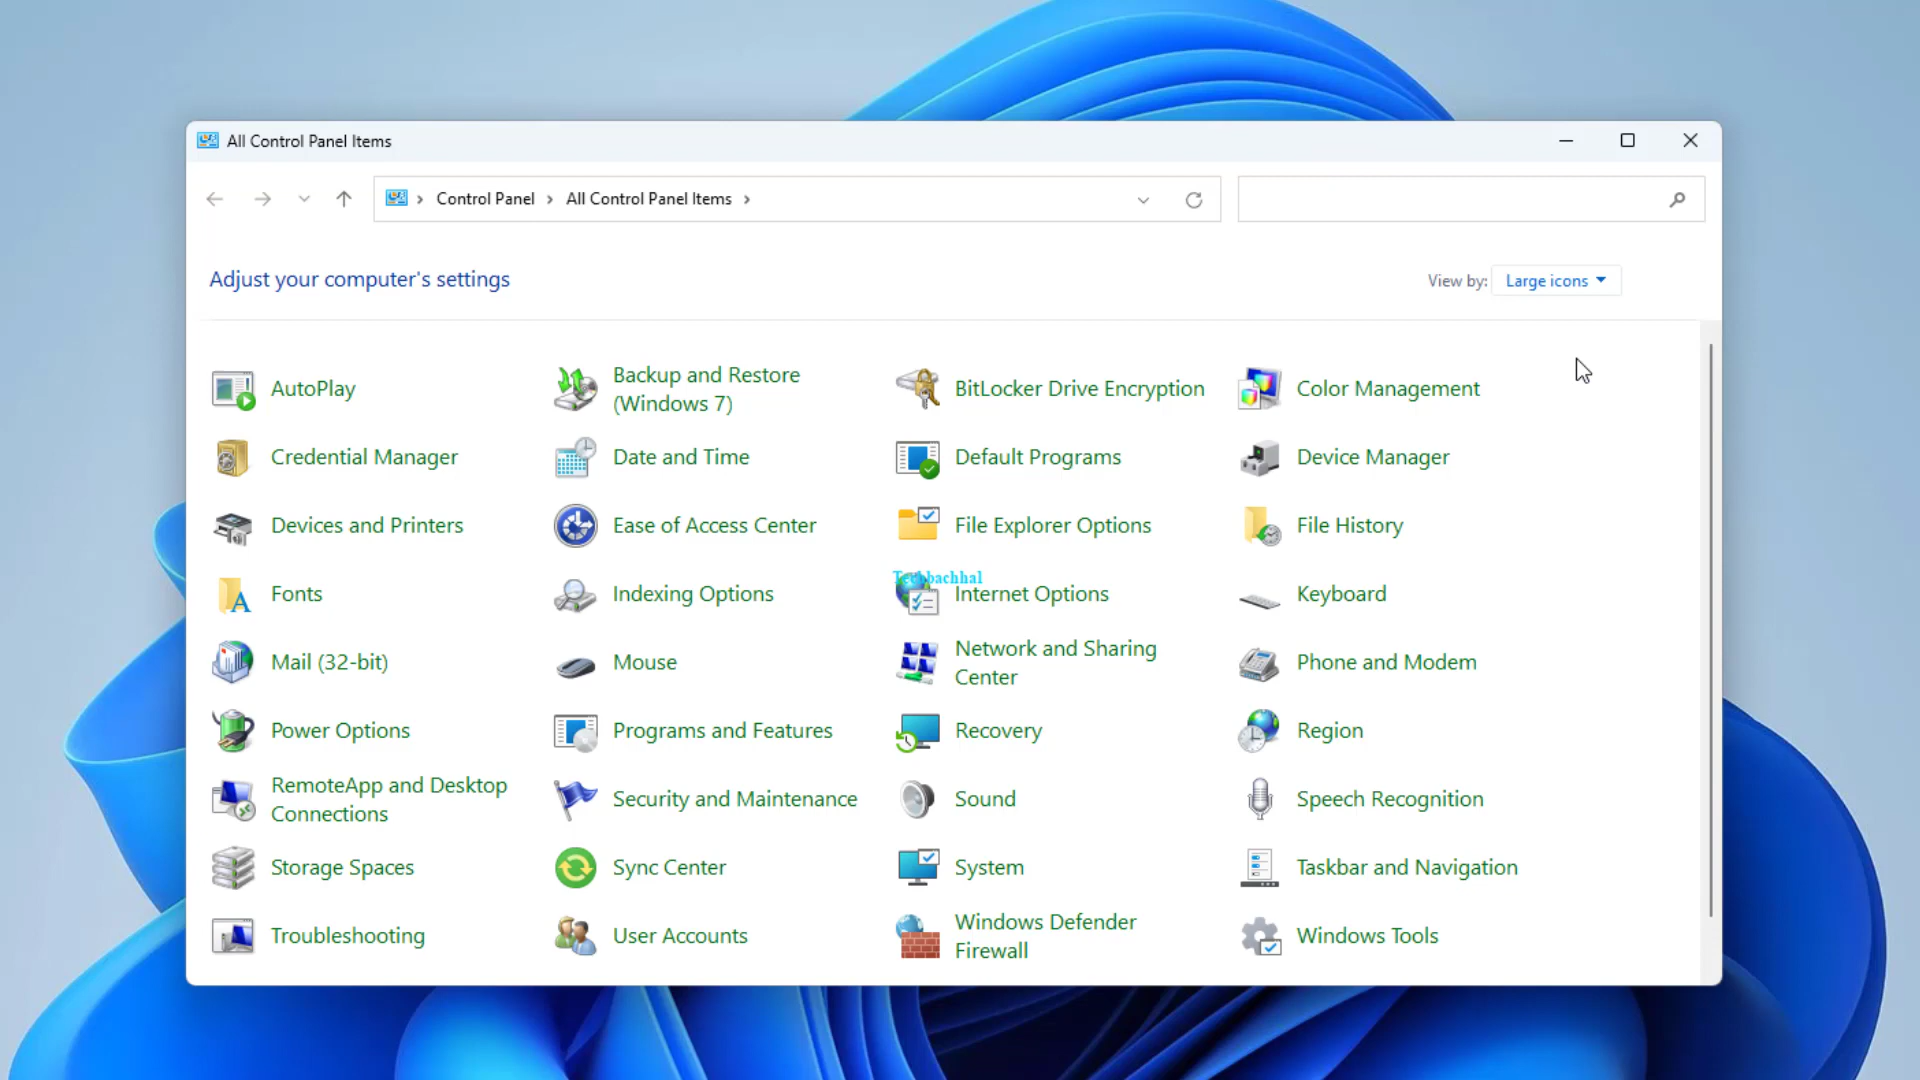 All Control Panel Items
Control Panel
All Control Panel Items
Adjust your computer's settings
View by:
Large icons
AutoPlay
Backup and Restore
(Windows 7)
BitLocker Drive Encryption
Color Management
Credential Manager
Date and Time
Default Programs
Device Manager
Devices and Printers
Ease of Access Center
File Explorer Options
File History
Techbachhal
Fonts
Indexing Options
Internet Options
Keyboard
Mail (32-bit)
Mouse
Network and Sharing
Center
Phone and Modem
Power Options
Programs and Features
Recovery
Region
RemoteApp and Desktop
Connections
Security and Maintenance
Sound
Speech Recognition
Storage Spaces
Sync Center
System
Taskbar and Navigation
Troubleshooting
User Accounts
Windows Defender
Firewall
Windows Tools